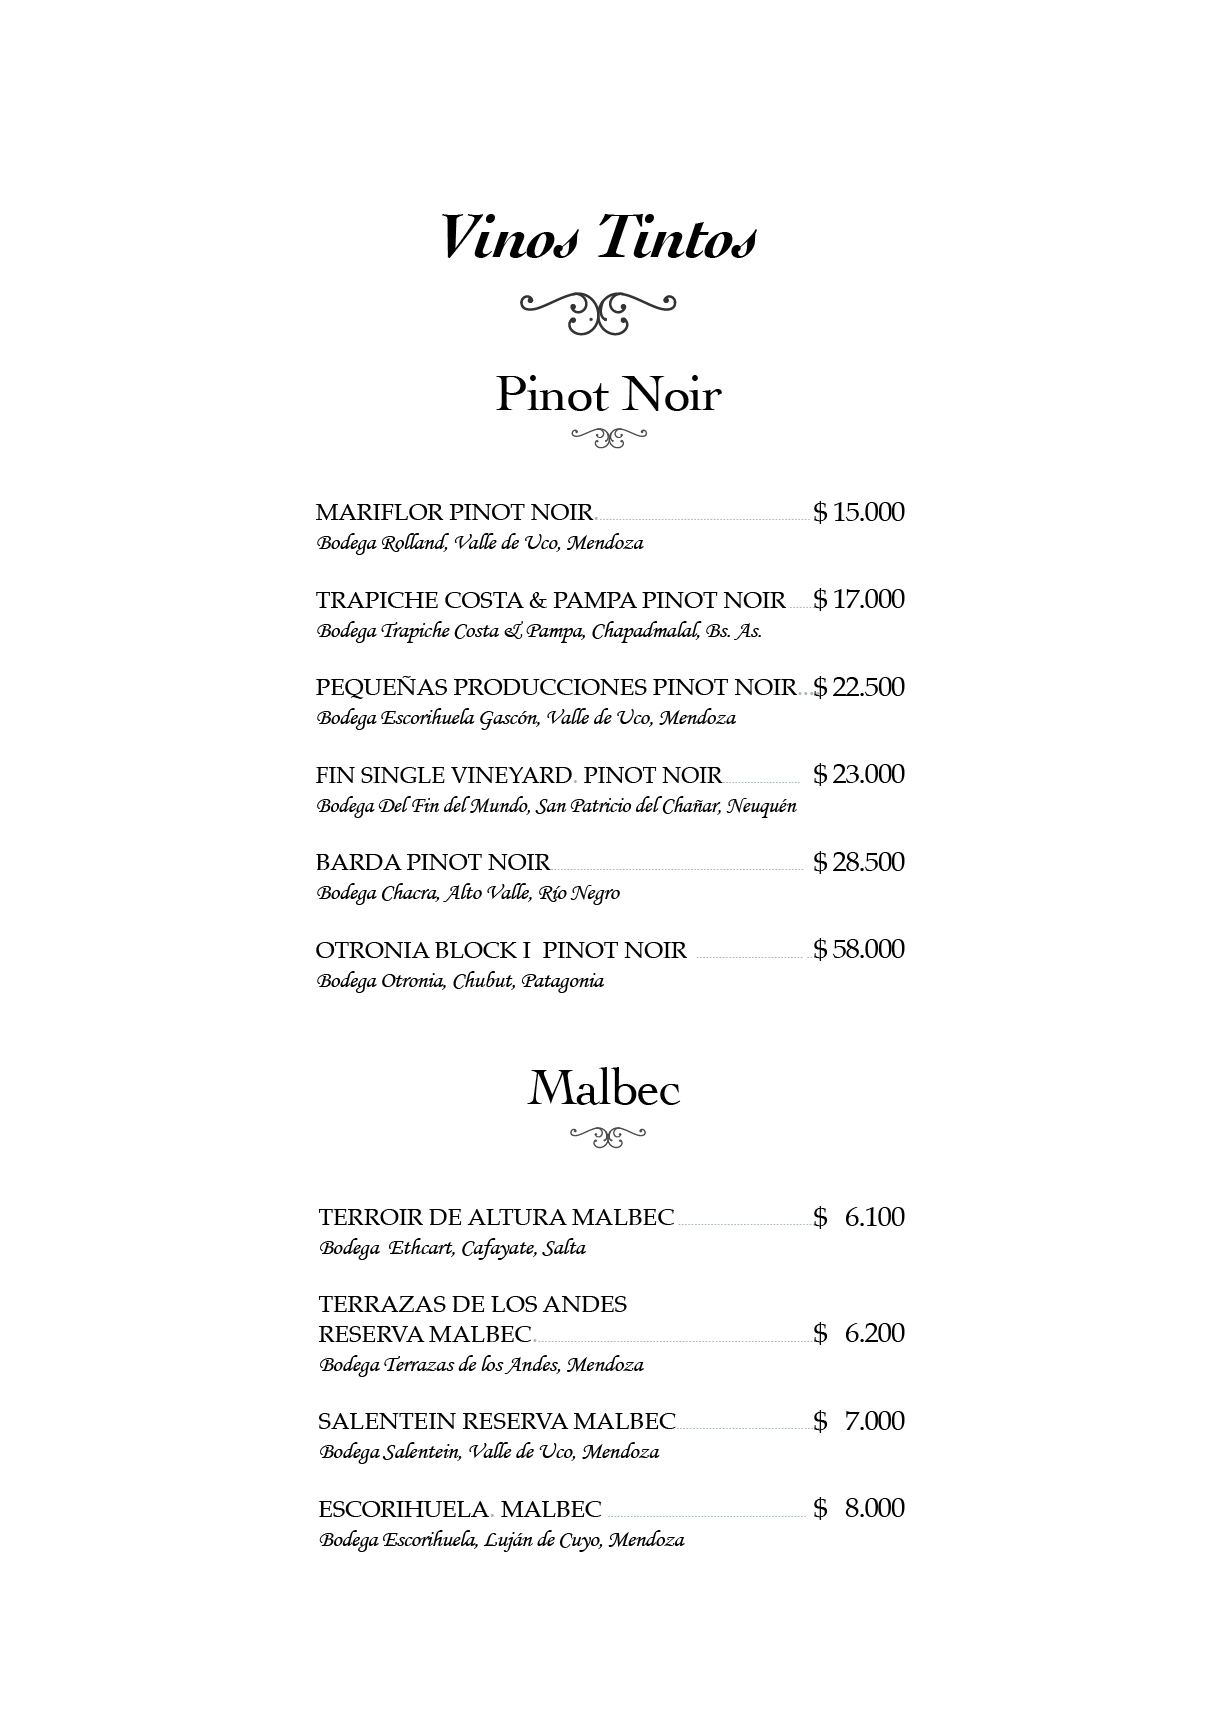 Vinos Tintos
Pinot Noir
MARIFLOR PINOT NOIR. $ 15.000
Bodega Rolland, Valle de Uco, Mendoza
TRAPICHE COSTA & PAMPA PINOT NOIR $ 17.000
Bodega Trapiche Costa & Pampa, Chapadmalal, Bs. As.
PEQUEÑAS PRODUCCIONES PINOT NOIR... $ 22.500
Bodega Escorihuela Gascón, Valle de Uco, Mendoza
FIN SINGLE VINEYARD. PINOT NOIR $ 23.000
Bodega Del Fin del Mundo, San Patricio del Chañar, Neuquén
BARDA PINOT NOIR $ 28.500
Bodega Chacra, Alto Valle, Río Negro
OTRONIA BLOCK I PINOT NOIR $ 58.000
Bodega Otronia, Chubut, Patagonia
Malbec
TERROIR DE ALTURA MALBEC $ 6.100
Bodega Ethcart, Cafayate, Salta
TERRAZAS DE LOS ANDES
RESERVA MALBEC. $ 6.200
Bodega Terrazas de los Andes, Mendoza
SALENTEIN RESERVA MALBEC $ 7.000
Bodega Salentein, Valle de Uco, Mendoza
ESCORIHUELA. MALBEC $ 8.000
Bodega Escorihuela, Luján de Cuyo, Mendoza